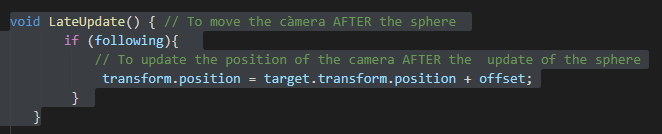 void LateUpdate() { // To move the càmera AFTER the sphere
if (following){
// To update the position of the camera AFTER the  update of the sphere
transform.position = target.transform.position + offset;
}
}